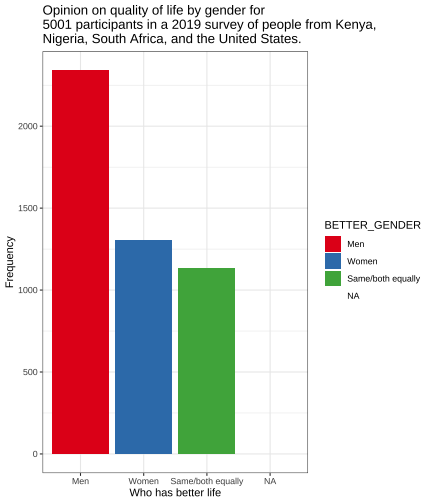 Opinion on quality of life by gender for
5001 participants in a 2019 survey of people from Kenya,
Nigeria, South Africa, and the United States.
Frequency
2000
1500
1000
500
0
Men
Women
Same/both equally
NA
Who has better life
BETTER_GENDER
Men
Women
Same/both equally
NA